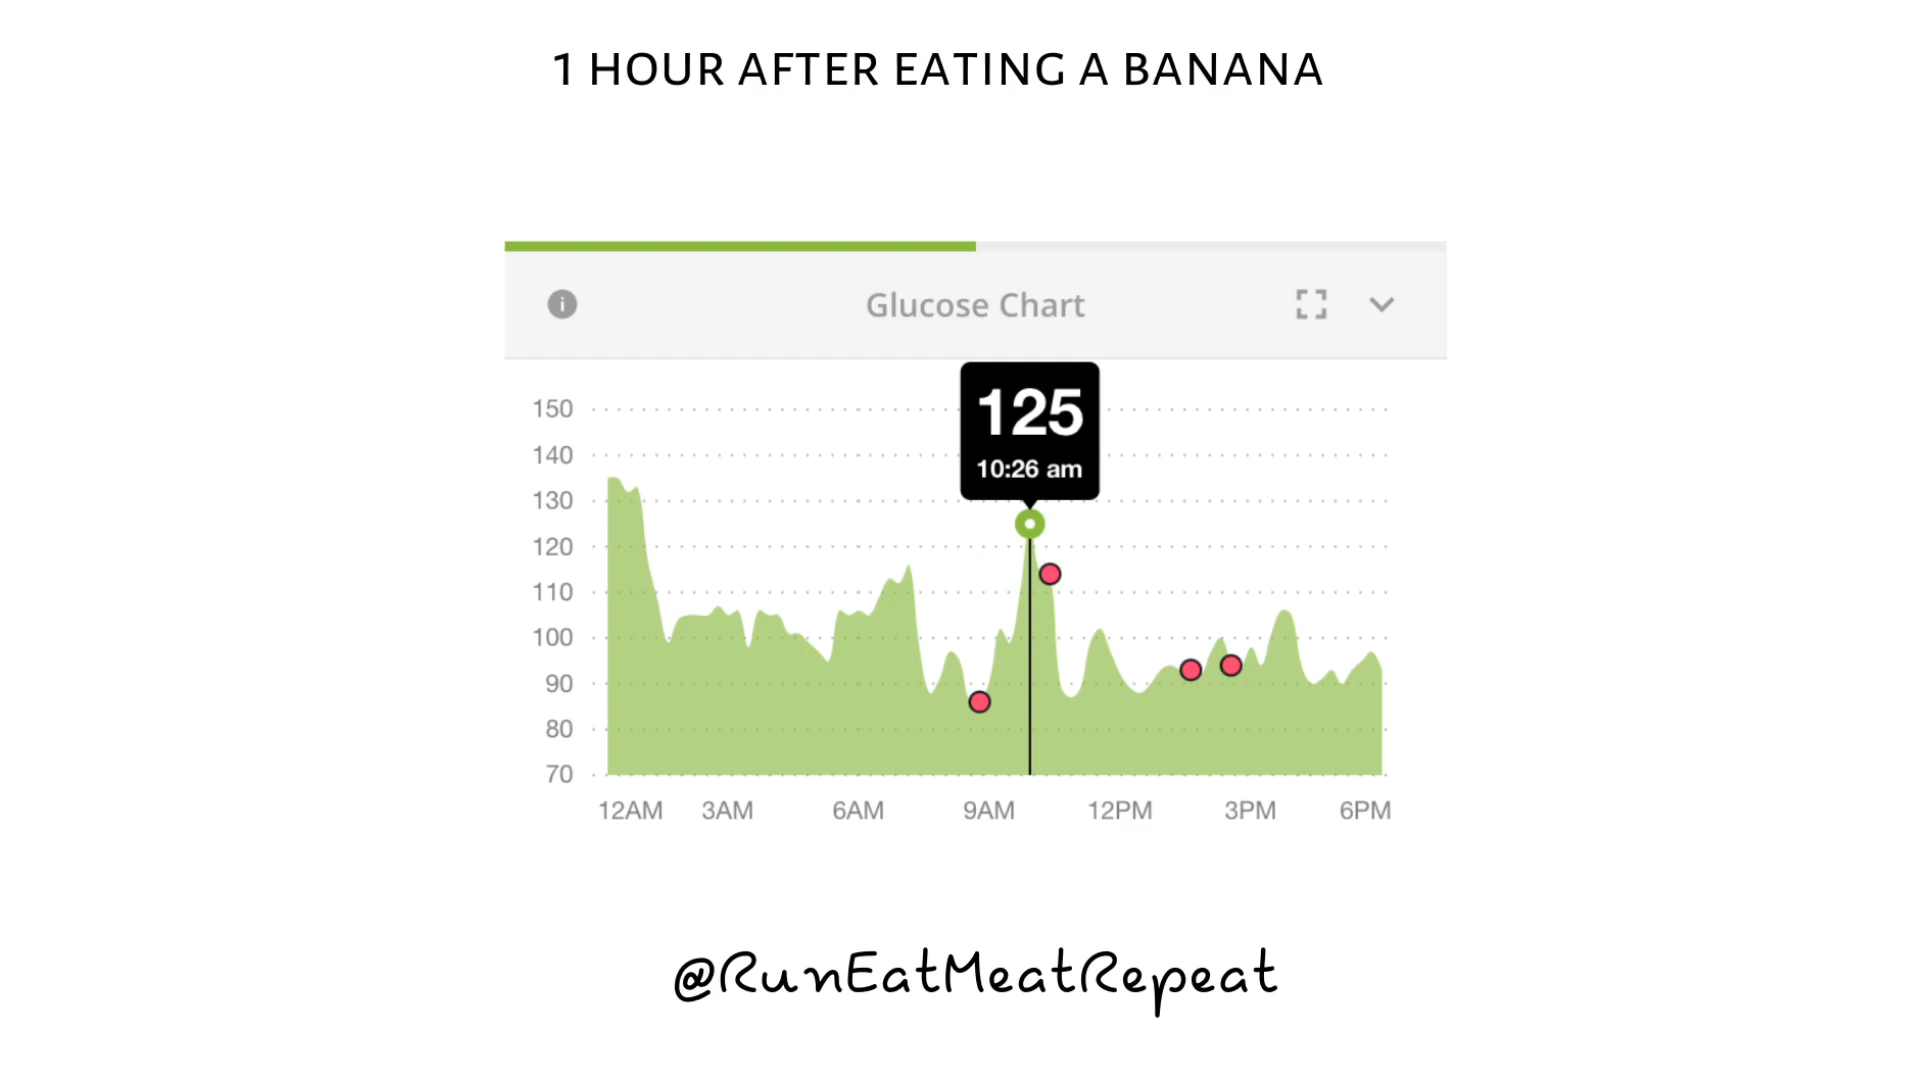 1 HOUR AFTER EATING A BANANA
Glucose Chart
125
10:26 am
150
140
130
120
110
100
90
80
70
12AM 3AM 6AM 9AM 12PM 3PM 6PM
@RunEatMeatRepeat